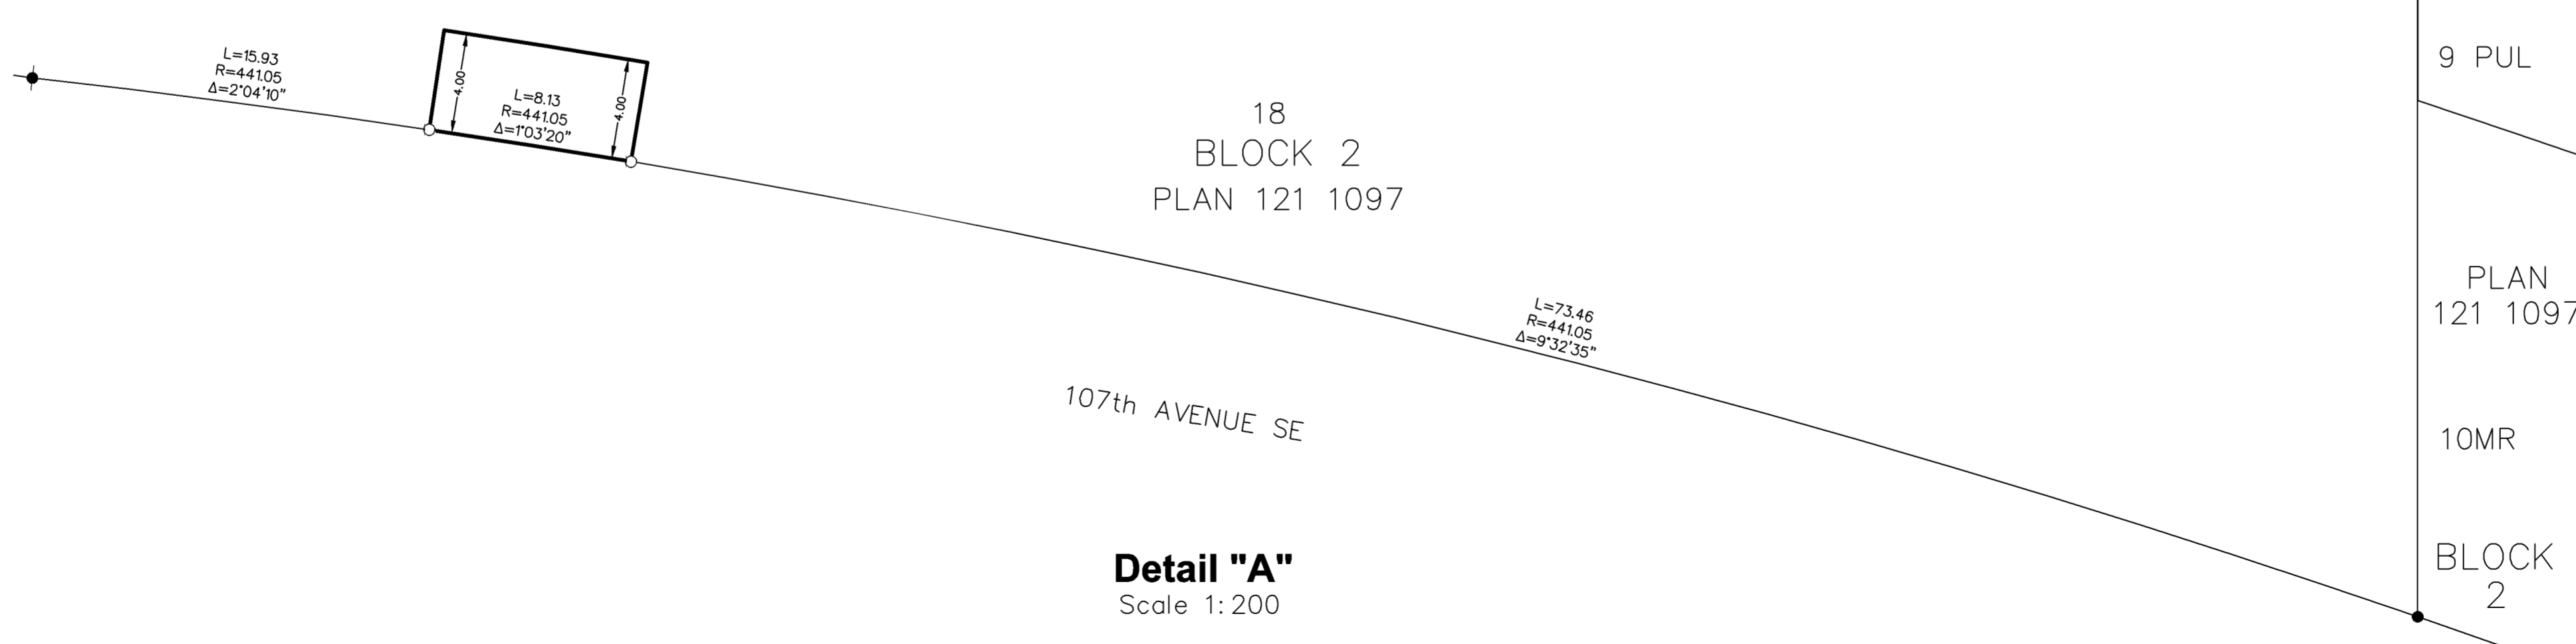 L=15.93
R=441.05
Δ=2°04'10"
4.00
L=8.13
R=441.05
Δ=1°03'20"
4.00
18
BLOCK 2
PLAN 121 1097
9 PUL
PLAN
121 1097
L=73.46
R=441.05
Δ=9°32'35"
107th AVENUE SE
10MR
BLOCK
2
Detail "A"
Scale 1:200